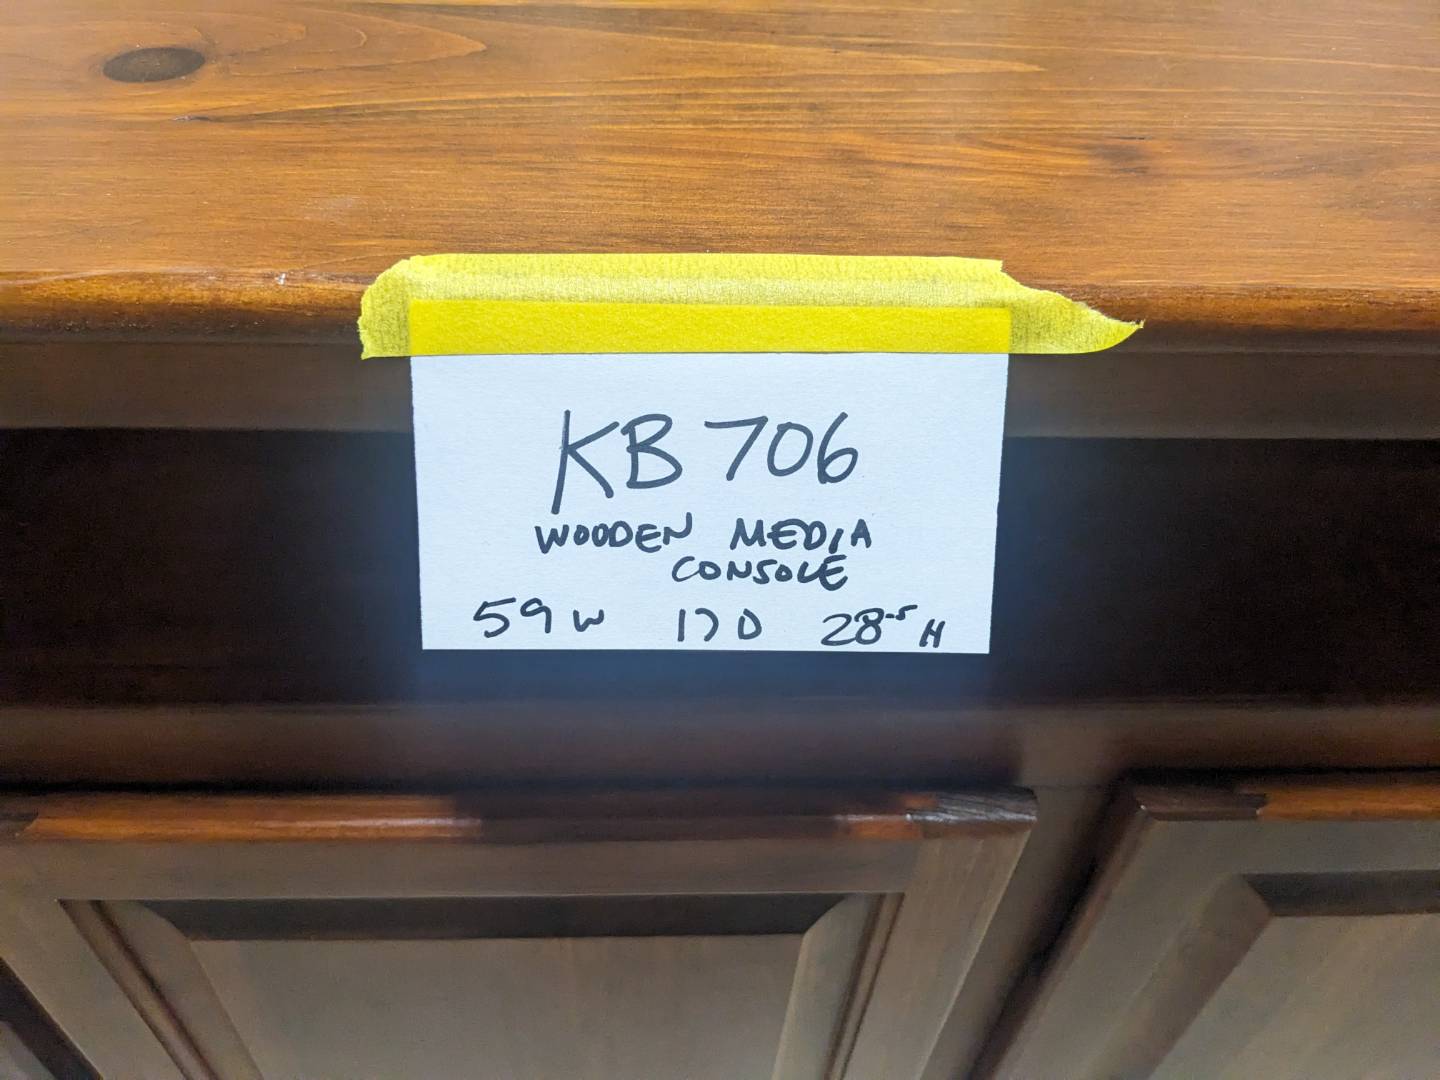 KB 706
WOODEN MEDIA
CONSOLE
59 W 17 D 28.5 H